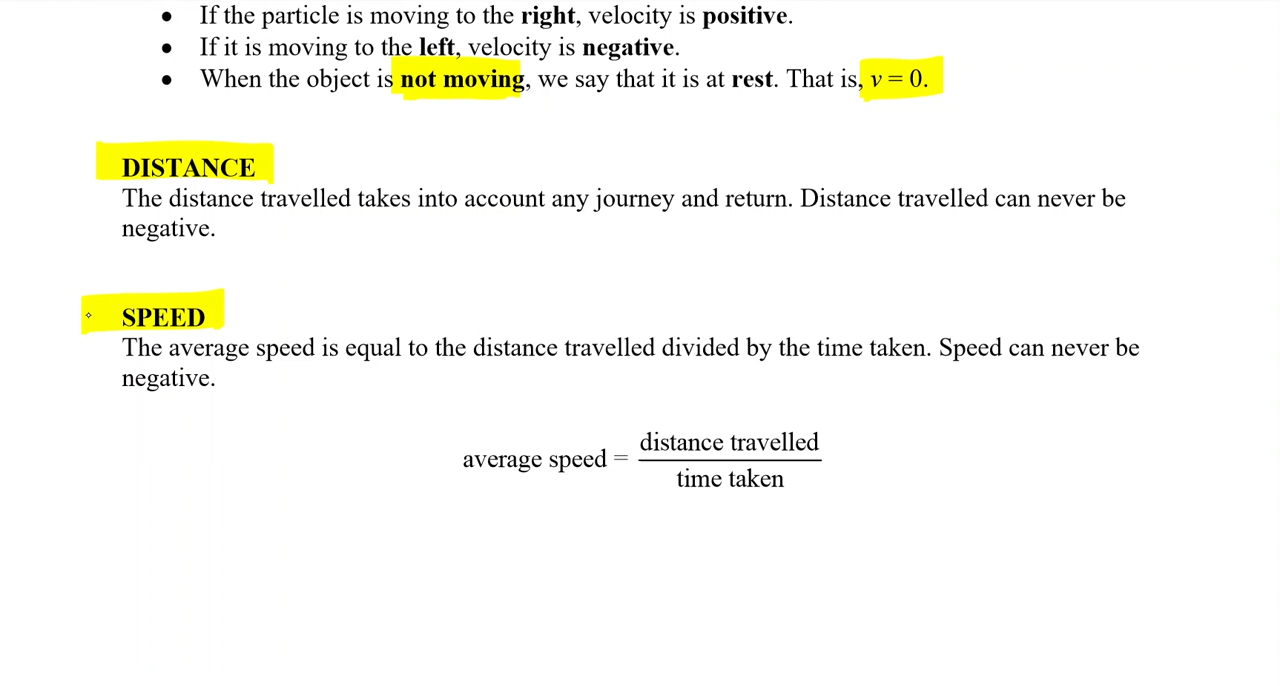 • If the particle is moving to the right, velocity is positive.
• If it is moving to the left, velocity is negative.
• When the object is not moving, we say that it is at rest. That is, v = 0.
DISTANCE
The distance travelled takes into account any journey and return. Distance travelled can never be
negative.
SPEED
The average speed is equal to the distance travelled divided by the time taken. Speed can never be
negative.
average speed = distance travelled
time taken